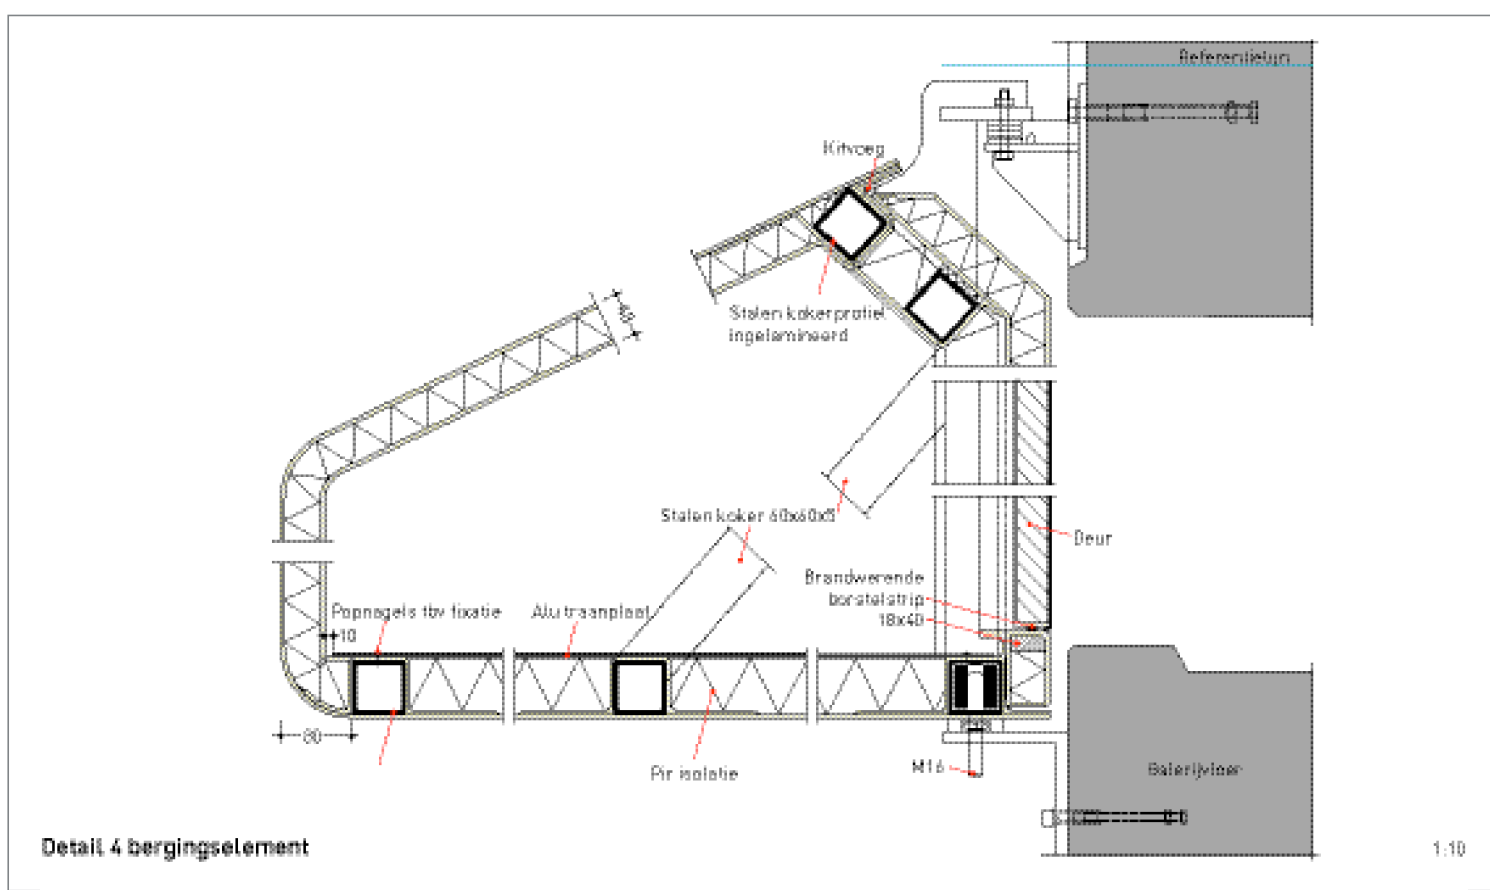 Referentielijn
Kitvoeg
Stalen kokerprofiel
ingelamineerd
40
Stalen koker 60x60x5
Deur
Brandwerende
borstelstrip
18x40
Popnagels tbv fixatie
Alu traanplaat
10
80
Pir isolatie
M16
Galerijvloer
Detail 4 bergingselement
1:10